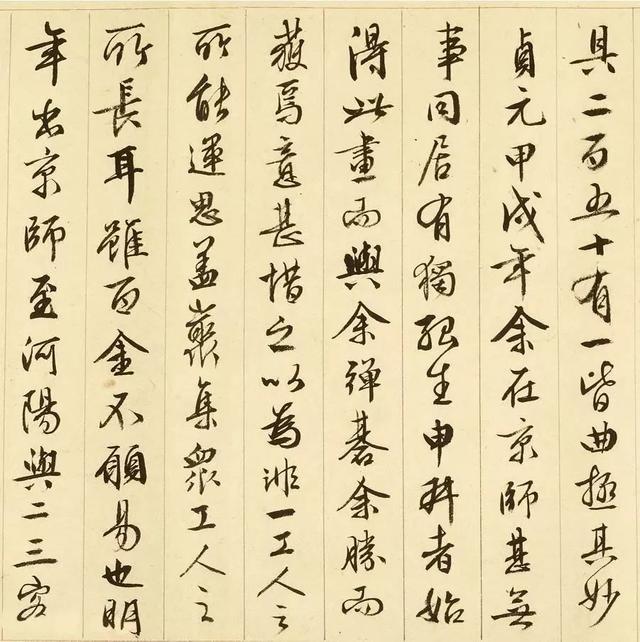 具二百五十有一皆曲極其妙
貞元甲戌年余在京師甚無
事同居有獨孤生申叔者始
得此畫而與余彈碁余勝而
獲焉意甚惜之以為非一工人之
所能運思蓋藂集衆工人之
所長耳雖百金不願易也明
年出京師至河陽與二三客